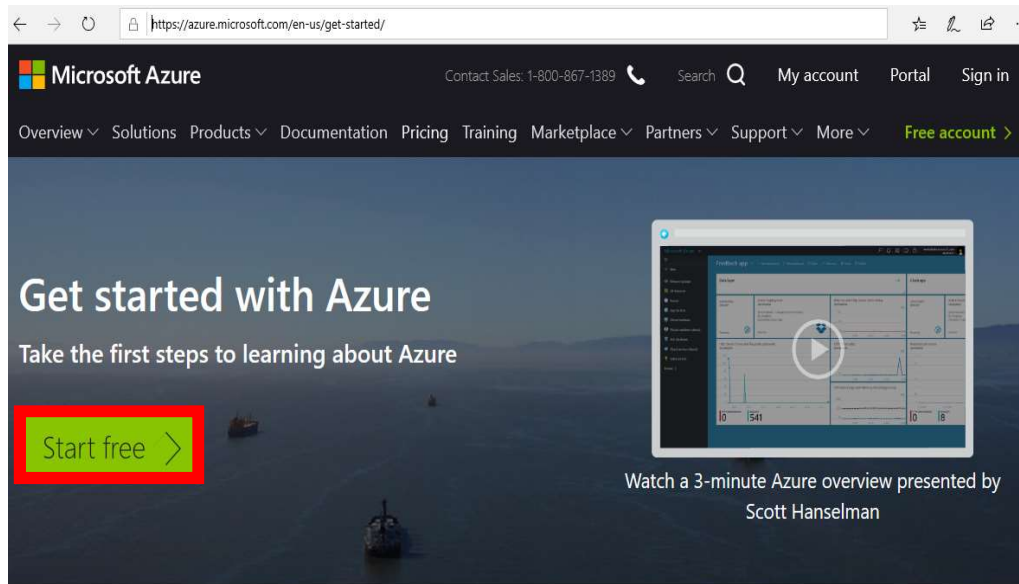 https://azure.microsoft.com/en-us/get-started/
Microsoft Azure
Contact Sales: 1-800-867-1389
Search
My account
Portal
Sign in
Overview Solutions Products Documentation Pricing Training Marketplace Partners Support More Free account
Get started with Azure
Take the first steps to learning about Azure
Start free
541
0
8
Watch a 3-minute Azure overview presented by
Scott Hanselman